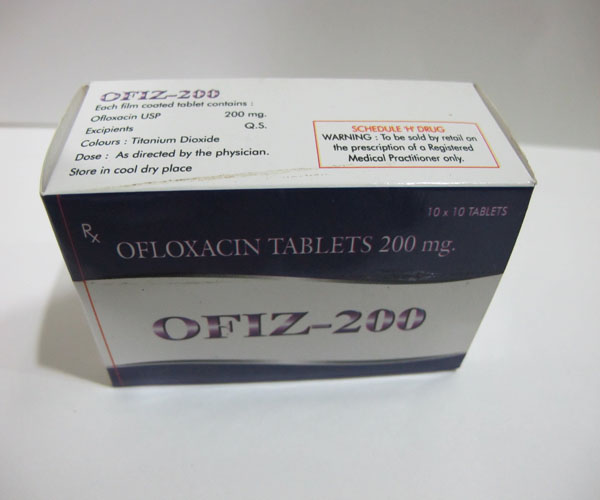 OFIZ-200
Each film coated tablet contains :
Ofloxacin USP 200 mg.
Excipients Q.S.
Colours : Titanium Dioxide
Dose : As directed by the physician.
Store in cool dry place
SCHEDULE 'H' DRUG
WARNING : To be sold by retail on
the prescription of a Registered
Medical Practitioner only.
10 x 10 TABLETS
Rx
OFLOXACIN TABLETS 200 mg.
OFIZ-200